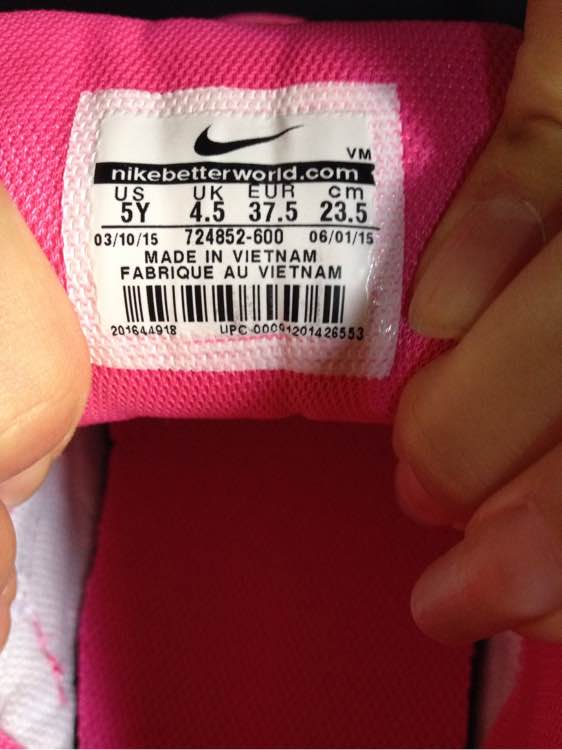 VM
nikebetterworld.com
US UK EUR cm
5Y 4.5 37.5 23.5
03/10/15 724852-600 06/01/15
MADE IN VIETNAM
FABRIQUE AU VIETNAM
201644918 UPC 00091201426553